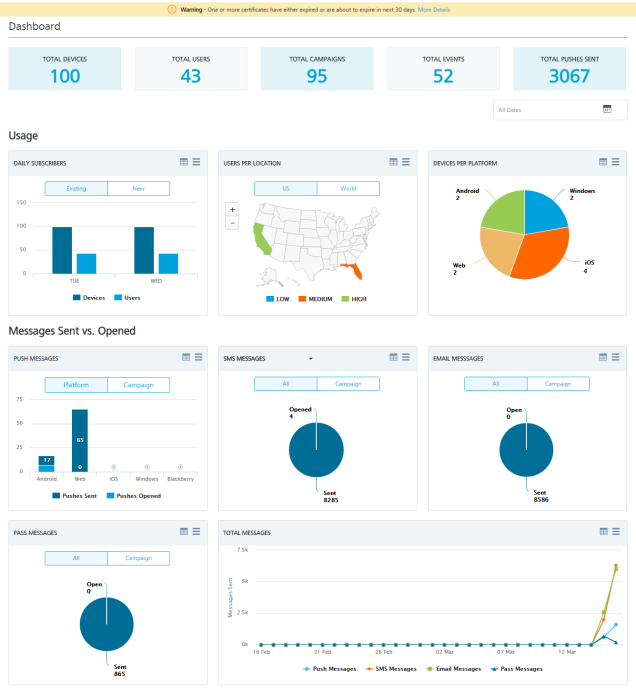 Warning - One or more certificates have either expired or are about to expire in next 30 days. More Details
Dashboard
TOTAL DEVICES
100
TOTAL USERS
43
TOTAL CAMPAIGNS
95
TOTAL EVENTS
52
TOTAL PUSHES SENT
3067
All Dates
Usage
DAILY SUBSCRIBERS
Existing New
150
100
50
0
TUE WED
Devices Users
USERS PER LOCATION
US World
+
−
LOW MEDIUM HIGH
DEVICES PER PLATFORM
Android
2
Windows
2
Web
2
iOS
4
Messages Sent vs. Opened
PUSH MESSAGES
Platform Campaign
75
50
25
0
17
65
0
0 0 0
Android Web iOS Windows Blackberry
Pushes Sent Pushes Opened
SMS MESSAGES
All Campaign
Opened
4
Sent
8285
EMAIL MESSSAGES
All Campaign
Open
0
Sent
8586
PASS MESSAGES
All Campaign
Open
0
Sent
865
TOTAL MESSAGES
Messages Sent
7.5k
5k
2.5k
0k
16 Feb 21 Feb 26 Feb 02 Mar 07 Mar 12 Mar
Push Messages SMS Messages Email Messages Pass Messages